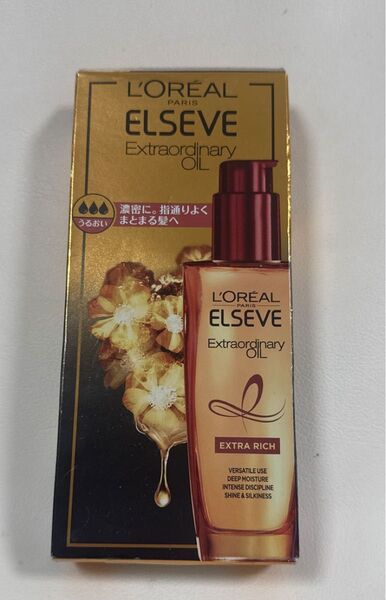 L'ORÉAL
PARIS
ELSEVE
Extraordinary
OIL
うるおい
濃密に。指通りよく
まとまる髪へ
L'ORÉAL
PARIS
ELSEVE
Extraordinary
OIL
EXTRA RICH
VERSATILE USE
DEEP MOISTURE
INTENSE DISCIPLINE
SHINE & SILKINESS